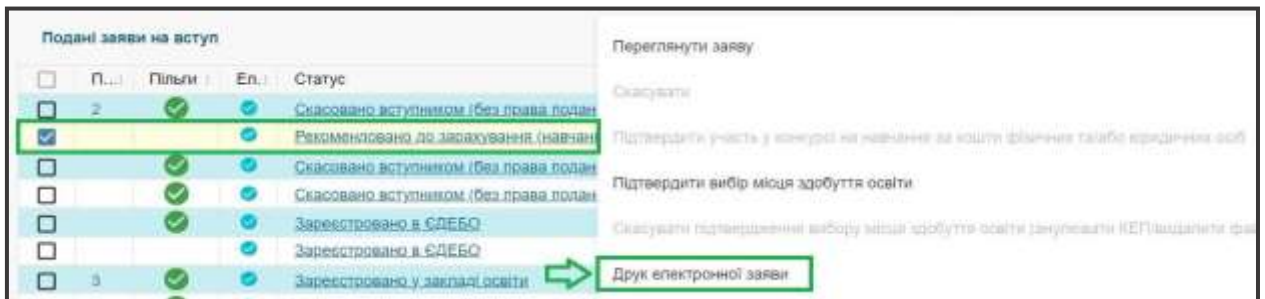 Подані заяви на вступ
П... Пільги Ел. Статус
2 Скасовано вступником (без права подан
Рекомендовано до зарахування (навчан
Скасовано вступником (без права подан
Скасовано вступником (без права подан
Зареєстровано в ЄДЕБО
Зареєстровано в ЄДЕБО
3 Зареєстровано у закладі освіти
Переглянути заяву
Скасувати
Підтвердити участь у конкурсі на навчання за кошти фізичних та/або юридичних осіб
Підтвердити вибір місця здобуття освіти
Скасувати підтвердження вибору місця здобуття освіти (анулювати КЕП/видалити фай
Друк електронної заяви